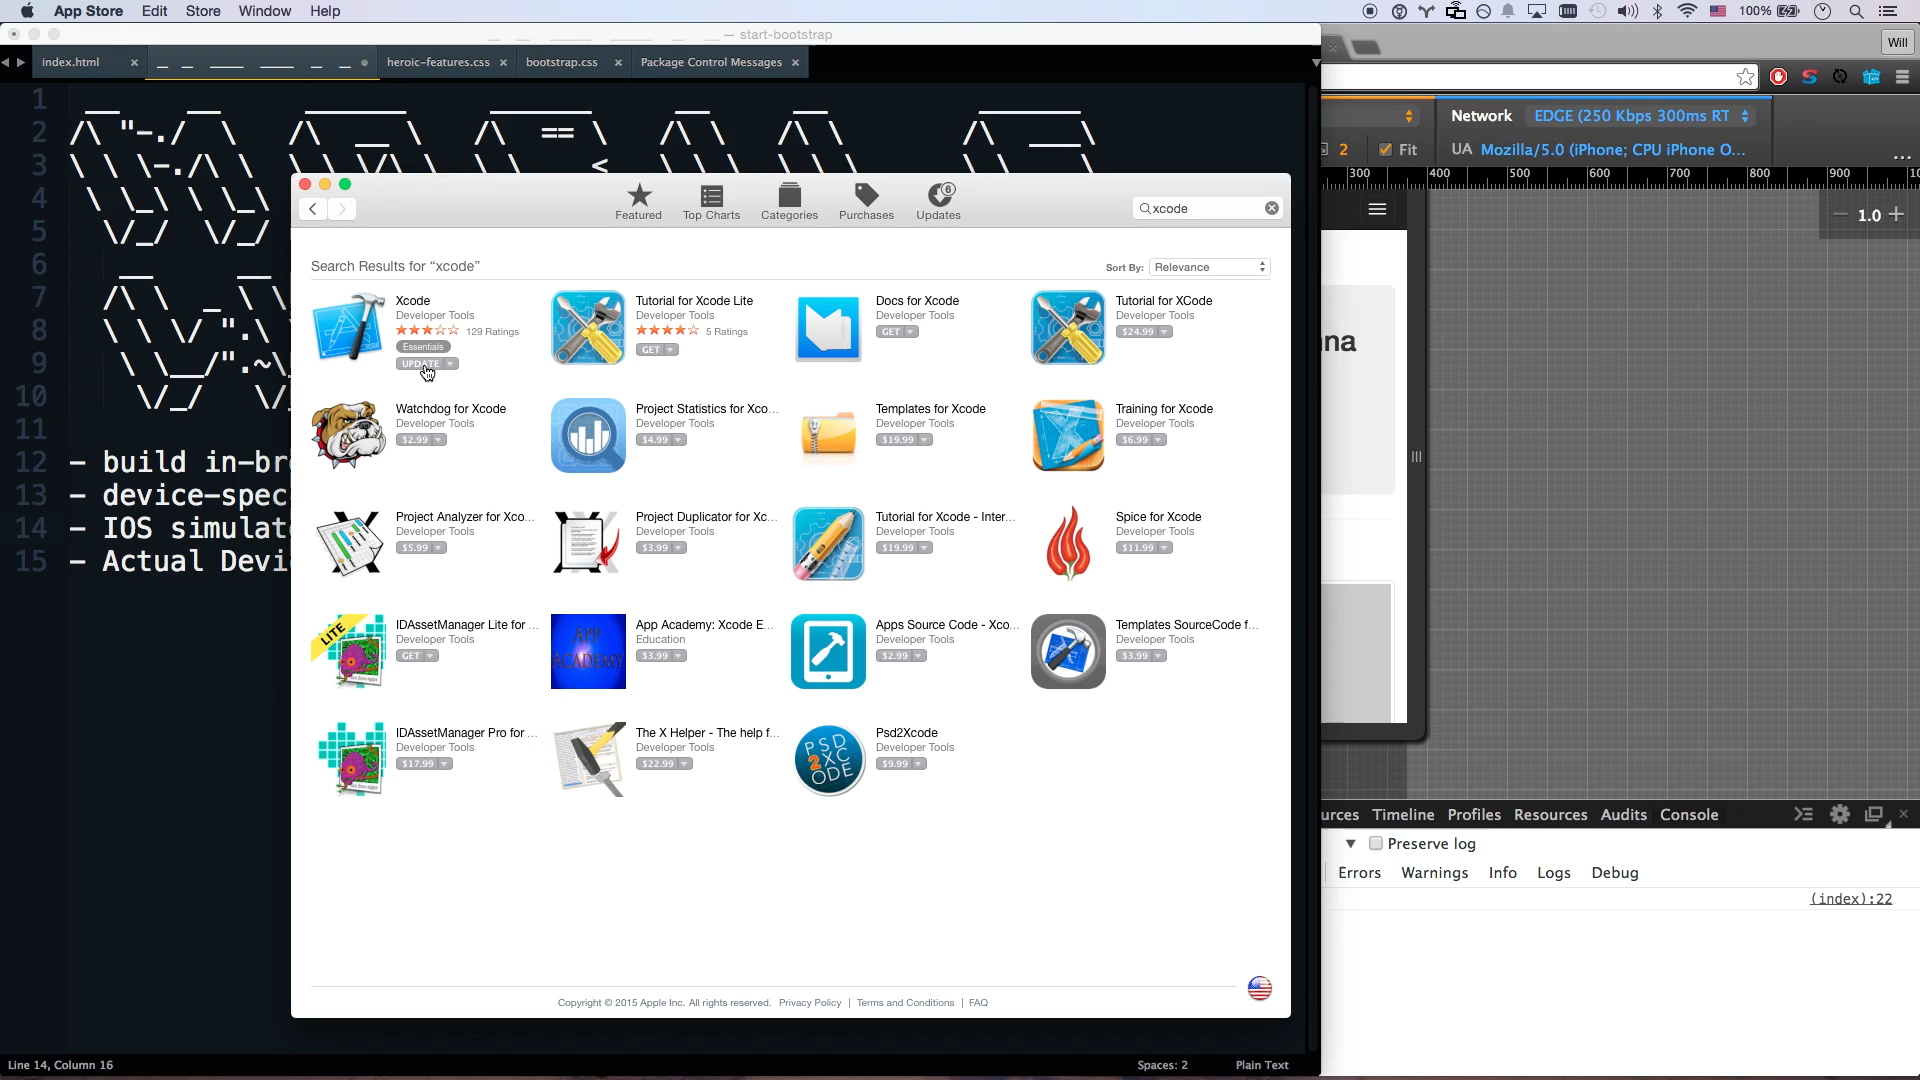 App Store Edit Store Window Help
100%
— start-bootstrap
Will
index.html
heroic-features.css
bootstrap.css
Package Control Messages
Network EDGE (250 Kbps 300ms RT
2 Fit UA Mozilla/5.0 (iPhone; CPU iPhone O...
300 400 500 600 700 800 900
1.0
1
2
3
4
5
6
7
8
9
10
11
12 - build in-br
13 - device-spec
14 - IOS simulat
15 - Actual Devi
Featured Top Charts Categories Purchases Updates
6
xcode
Search Results for “xcode”
Sort By: Relevance
Xcode
Developer Tools
129 Ratings
Essentials
UPDATE
Tutorial for Xcode Lite
Developer Tools
5 Ratings
GET
Docs for Xcode
Developer Tools
GET
Tutorial for XCode
Developer Tools
$24.99
Watchdog for Xcode
Developer Tools
$2.99
Project Statistics for Xco...
Developer Tools
$4.99
Templates for Xcode
Developer Tools
$19.99
Training for Xcode
Developer Tools
$6.99
Project Analyzer for Xco...
Developer Tools
$5.99
Project Duplicator for Xc...
Developer Tools
$3.99
Tutorial for Xcode - Inter...
Developer Tools
$19.99
Spice for Xcode
Developer Tools
$11.99
LITE
IDAssetManager Lite for ...
Developer Tools
GET
APP
ACADEMY
App Academy: Xcode E...
Education
$3.99
Apps Source Code - Xco...
Developer Tools
$2.99
Templates SourceCode f...
Developer Tools
$3.99
IDAssetManager Pro for ...
Developer Tools
$17.99
The X Helper - The help f...
Developer Tools
$22.99
PSD
2XC
ODE
Psd2Xcode
Developer Tools
$9.99
Copyright © 2015 Apple Inc. All rights reserved. Privacy Policy | Terms and Conditions | FAQ
nna
urces Timeline Profiles Resources Audits Console
Preserve log
Errors Warnings Info Logs Debug
(index):22
Line 14, Column 16
Spaces: 2
Plain Text